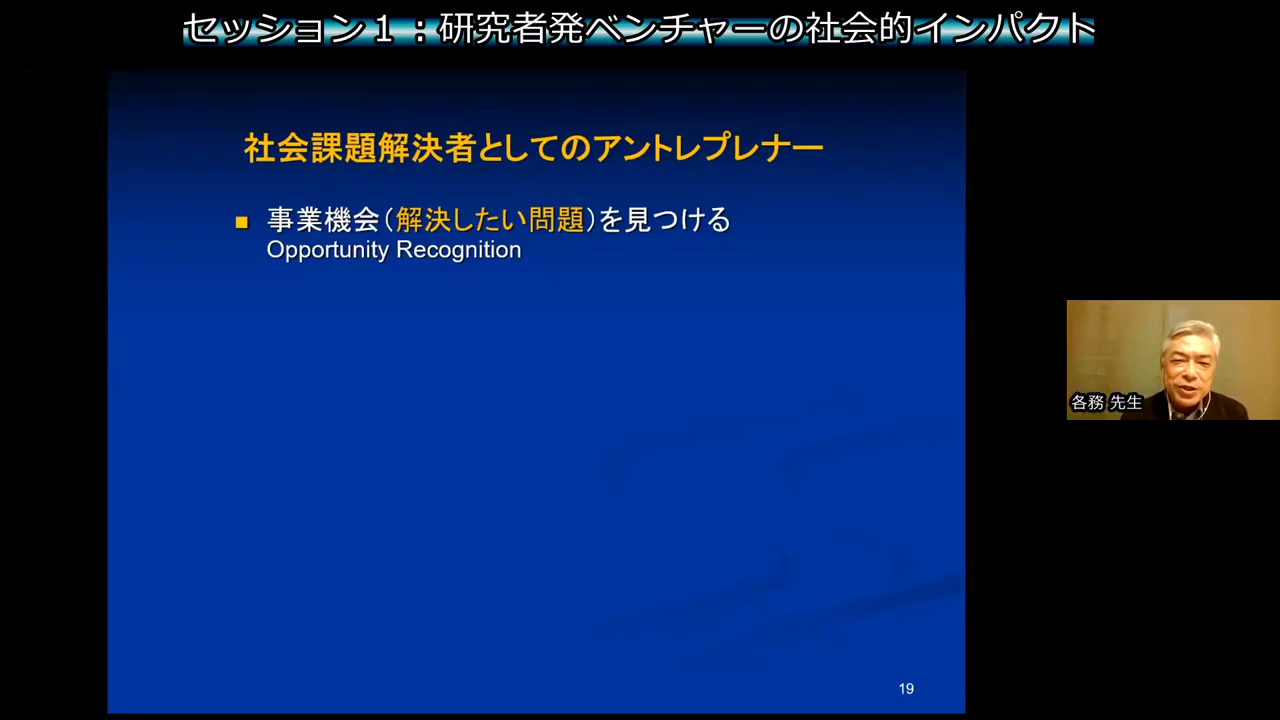 セッション１：研究者発ベンチャーの社会的インパクト
社会課題解決者としてのアントレプレナー
■ 事業機会（解決したい問題）を見つける
Opportunity Recognition
各務 先生
19